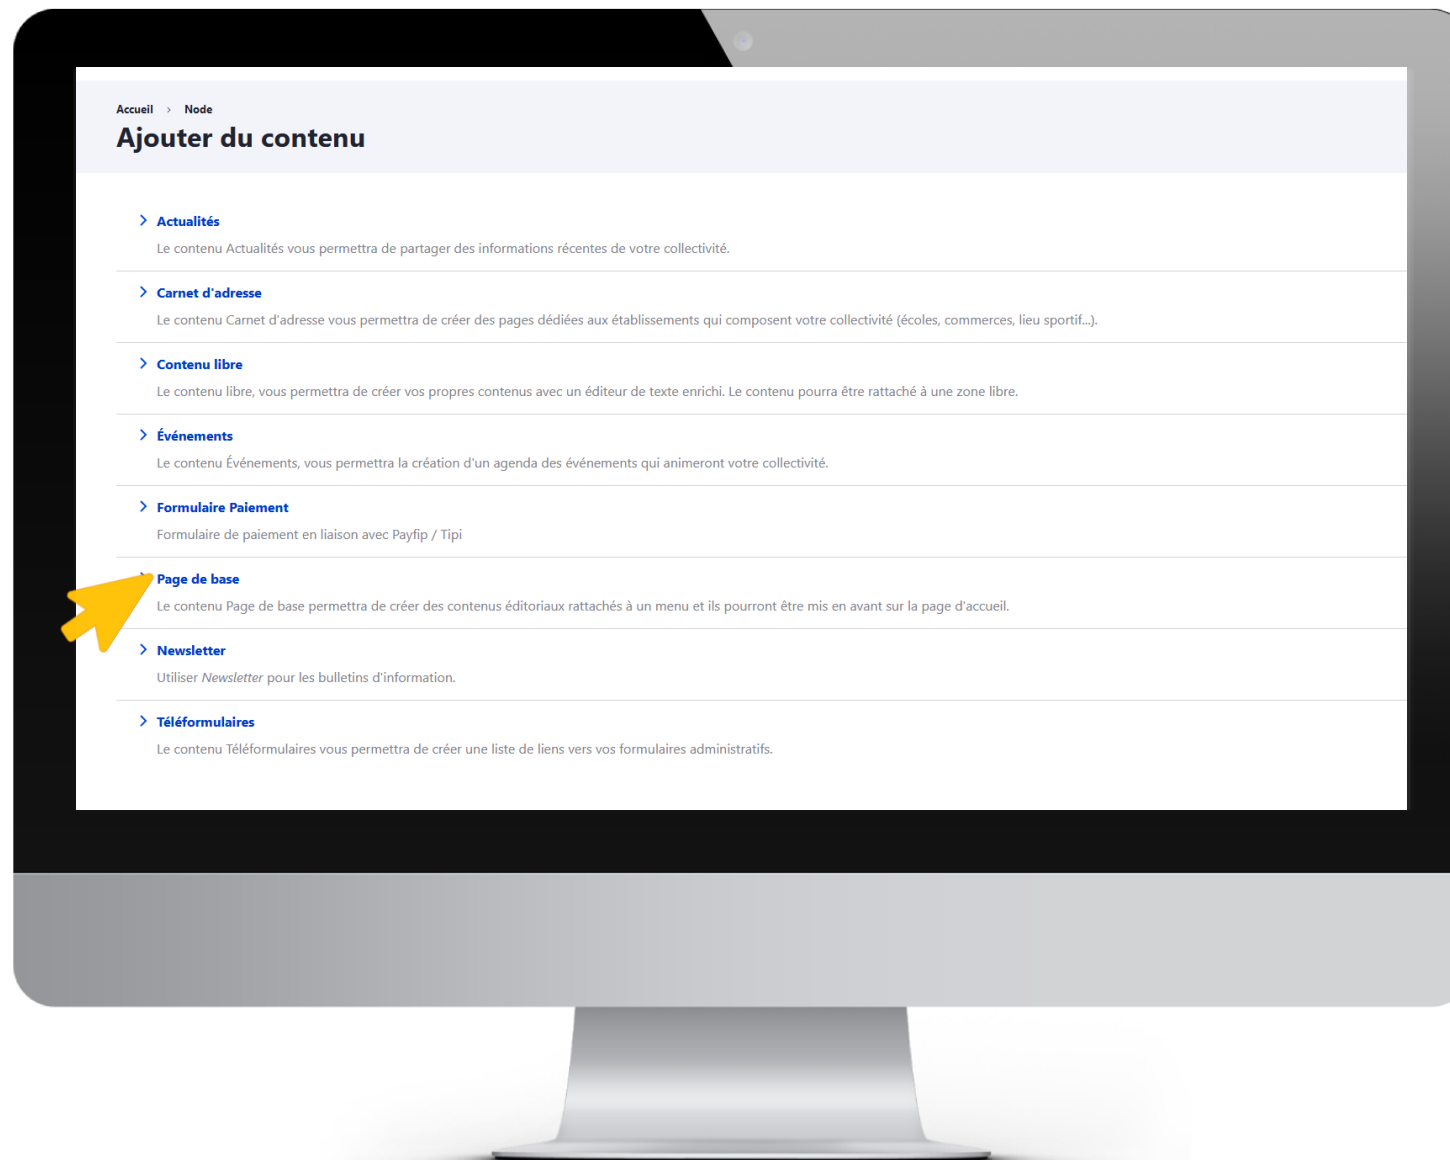 Accueil › Node
Ajouter du contenu
Actualités
Le contenu Actualités vous permettra de partager des informations récentes de votre collectivité.
Carnet d'adresse
Le contenu Carnet d'adresse vous permettra de créer des pages dédiées aux établissements qui composent votre collectivité (écoles, commerces, lieu sportif...).
Contenu libre
Le contenu libre, vous permettra de créer vos propres contenus avec un éditeur de texte enrichi. Le contenu pourra être rattaché à une zone libre.
Événements
Le contenu Événements, vous permettra la création d'un agenda des événements qui animeront votre collectivité.
Formulaire Paiement
Formulaire de paiement en liaison avec Payfip / Tipi
Page de base
Le contenu Page de base permettra de créer des contenus éditoriaux rattachés à un menu et ils pourront être mis en avant sur la page d'accueil.
Newsletter
Utiliser Newsletter pour les bulletins d'information.
Téléformulaires
Le contenu Téléformulaires vous permettra de créer une liste de liens vers vos formulaires administratifs.